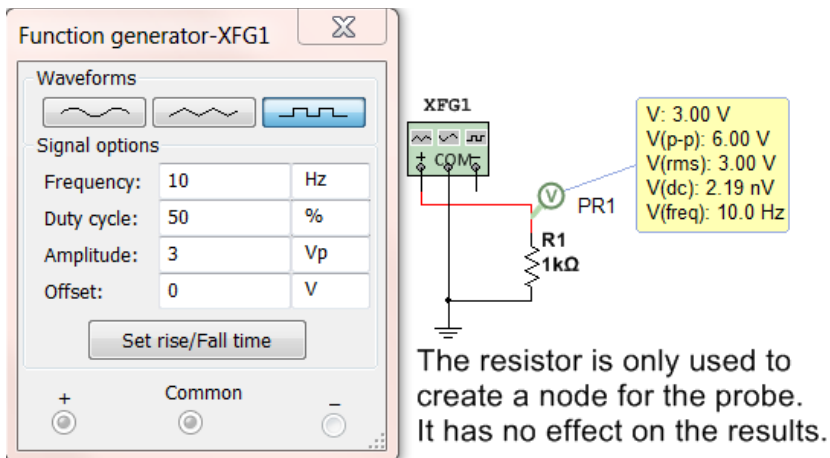 Function generator-XFG1
Waveforms
Signal options
Frequency: 10 Hz
Duty cycle: 50 %
Amplitude: 3 Vp
Offset: 0 V
Set rise/Fall time
+ Common -
XFG1
+ COM -
V: 3.00 V
V(p-p): 6.00 V
V(rms): 3.00 V
V(dc): 2.19 nV
V(freq): 10.0 Hz
V
PR1
R1
1kΩ
The resistor is only used to
create a node for the probe.
It has no effect on the results.